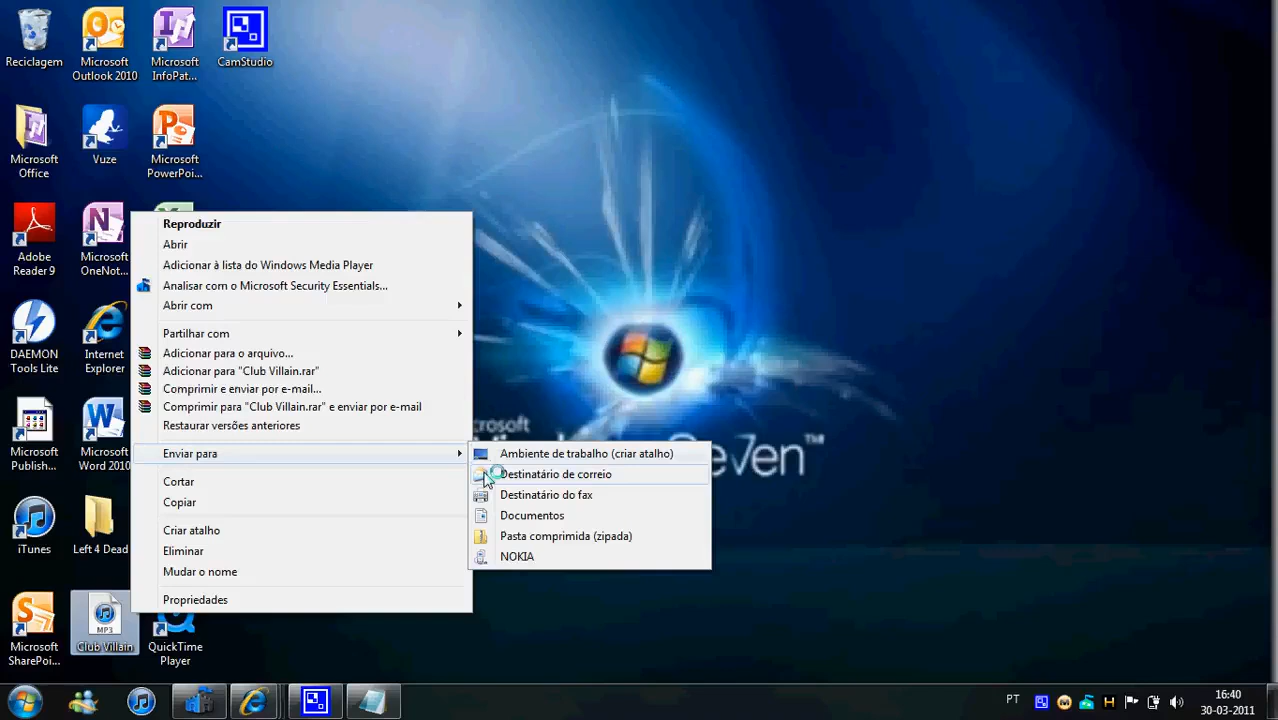 Reciclagem
Microsoft
Outlook 2010
Microsoft
InfoPat...
CamStudio
Microsoft
Office
Vuze
Microsoft
PowerPoi...
Adobe
Reader 9
Microsoft
OneNot...
DAEMON
Tools Lite
Internet
Explorer
Microsoft
Publish...
Microsoft
Word 2010
iTunes
Left 4 Dead
Microsoft
SharePoi...
MP3
Club Villain
QuickTime
Player
Reproduzir
Abrir
Adicionar à lista do Windows Media Player
Analisar com o Microsoft Security Essentials...
Abrir com
Partilhar com
Adicionar para o arquivo...
Adicionar para "Club Villain.rar"
Comprimir e enviar por e-mail...
Comprimir para "Club Villain.rar" e enviar por e-mail
Restaurar versões anteriores
Enviar para
Cortar
Copiar
Criar atalho
Eliminar
Mudar o nome
Propriedades
Ambiente de trabalho (criar atalho)
Destinatário de correio
Destinatário do fax
Documentos
Pasta comprimida (zipada)
NOKIA
PT
16:40
30-03-2011